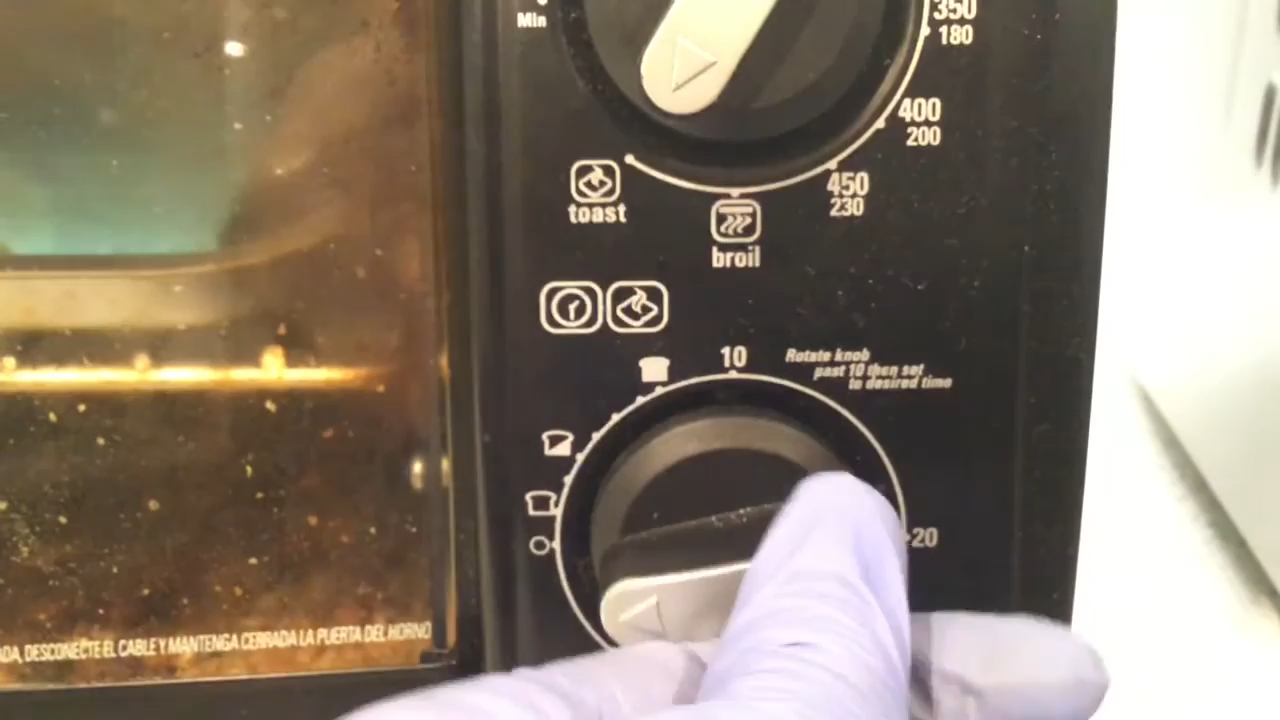 Min
350
180
400
200
450
230
toast
broil
10
Rotate knob
past 10 then set
to desired time
20
ADA, DESCONECTE EL CABLE Y MANTENGA CERRADA LA PUERTA DEL HORNO